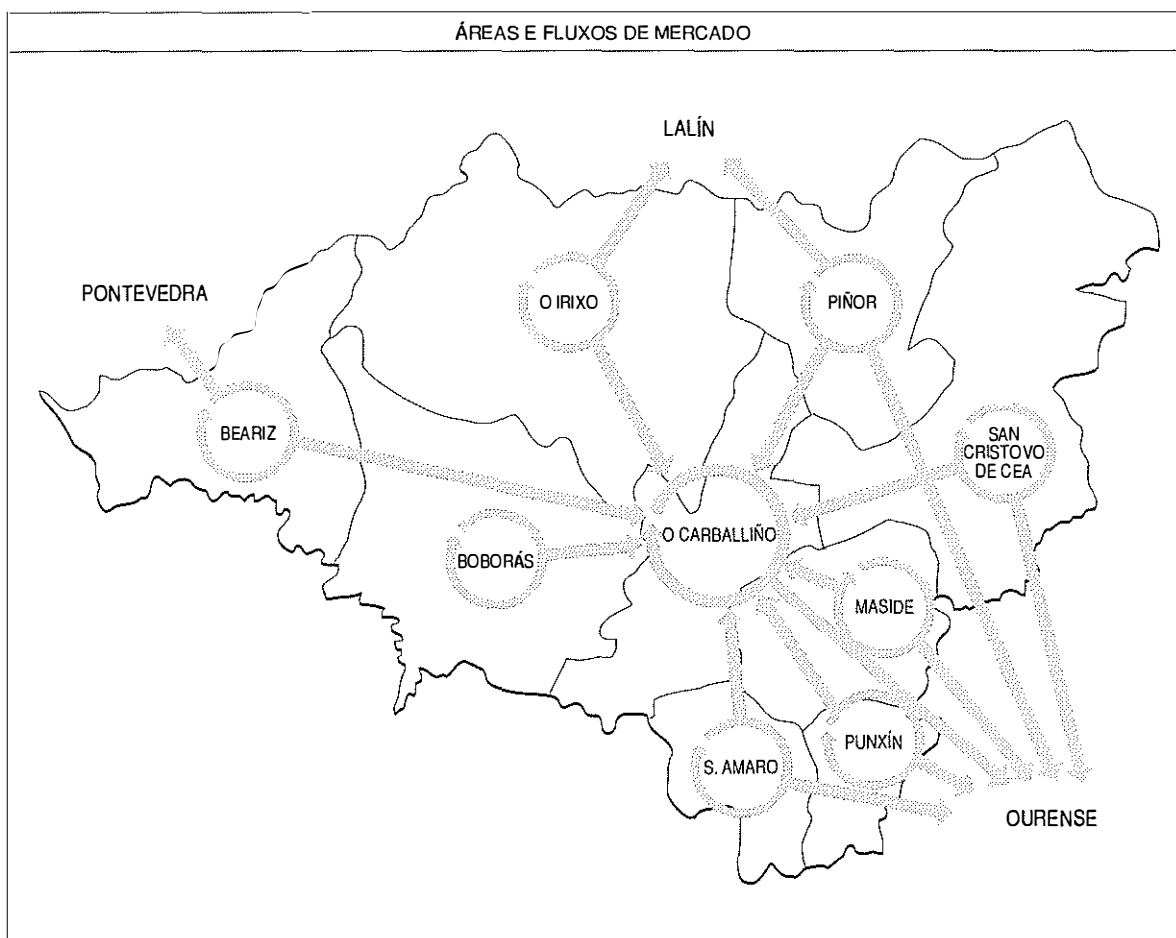 ÁREAS E FLUXOS DE MERCADO
LALÍN
PONTEVEDRA
O IRIXO
PIÑOR
BEARIZ
SAN
CRISTOVO
DE CEA
O CARBALLIÑO
BOBORÁS
MASIDE
PUNXÍN
S. AMARO
OURENSE